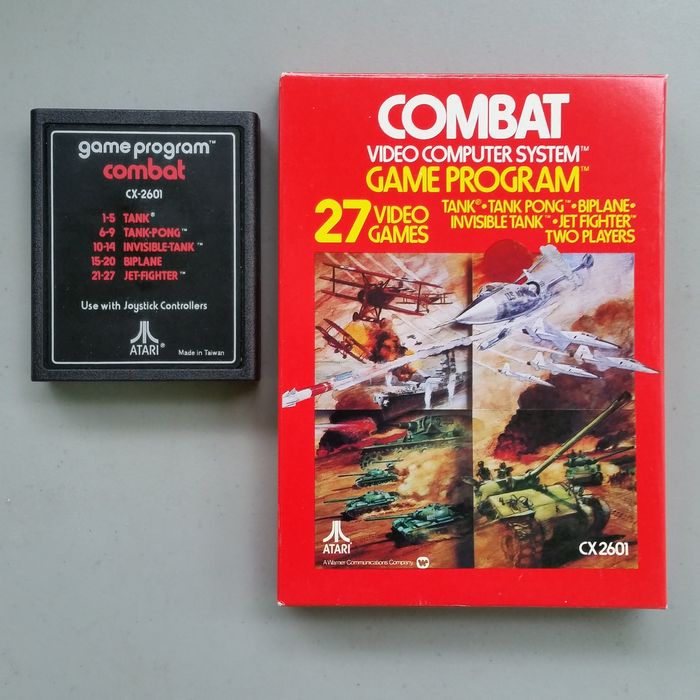 game program™
combat
CX-2601
1-5 TANK®
6-9 TANK-PONG™
10-14 INVISIBLE-TANK™
15-20 BIPLANE
21-27 JET-FIGHTER™
Use with Joystick Controllers
ATARI®
Made in Taiwan
COMBAT
VIDEO COMPUTER SYSTEM™
GAME PROGRAM™
27 VIDEO GAMES
TANK®•TANK PONG™•BIPLANE•
INVISIBLE TANK™•JET FIGHTER™
TWO PLAYERS
ATARI®
A Warner Communications Company
CX2601